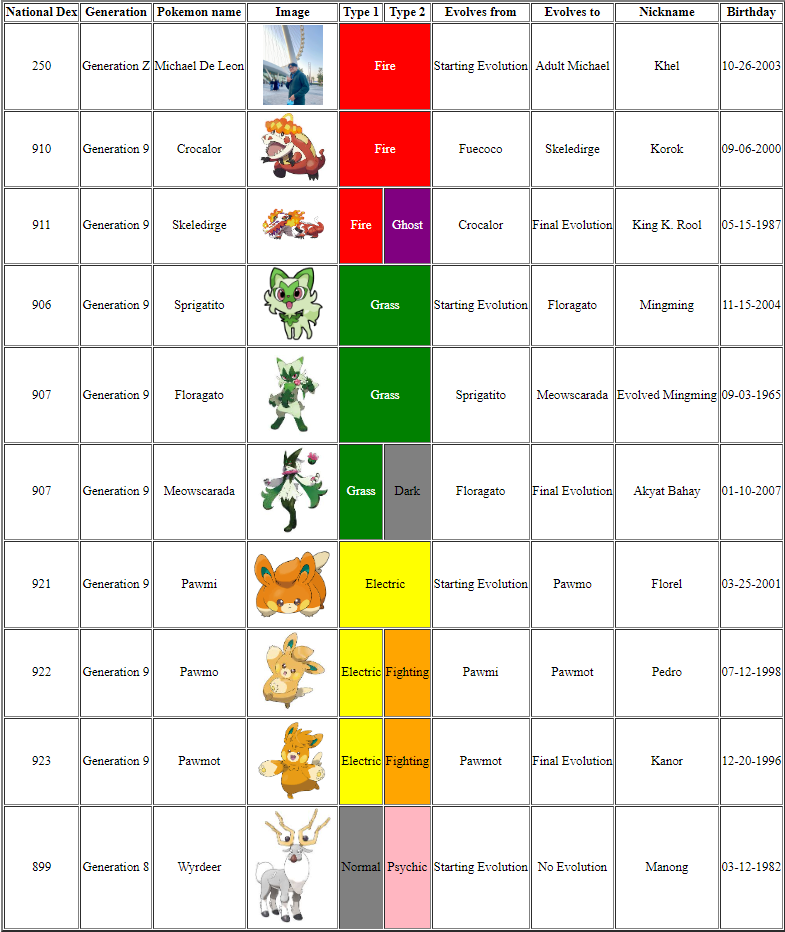 National Dex Generation Pokemon name Image Type 1 Type 2 Evolves from Evolves to Nickname Birthday
250 Generation Z Michael De Leon Fire Starting Evolution Adult Michael Khel 10-26-2003
910 Generation 9 Crocalor Fire Fuecoco Skeledirge Korok 09-06-2000
911 Generation 9 Skeledirge Fire Ghost Crocalor Final Evolution King K. Rool 05-15-1987
906 Generation 9 Sprigatito Grass Starting Evolution Floragato Mingming 11-15-2004
907 Generation 9 Floragato Grass Sprigatito Meowscarada Evolved Mingming 09-03-1965
907 Generation 9 Meowscarada Grass Dark Floragato Final Evolution Akyat Bahay 01-10-2007
921 Generation 9 Pawmi Electric Starting Evolution Pawmo Florel 03-25-2001
922 Generation 9 Pawmo Electric Fighting Pawmi Pawmot Pedro 07-12-1998
923 Generation 9 Pawmot Electric Fighting Pawmot Final Evolution Kanor 12-20-1996
899 Generation 8 Wyrdeer Normal Psychic Starting Evolution No Evolution Manong 03-12-1982